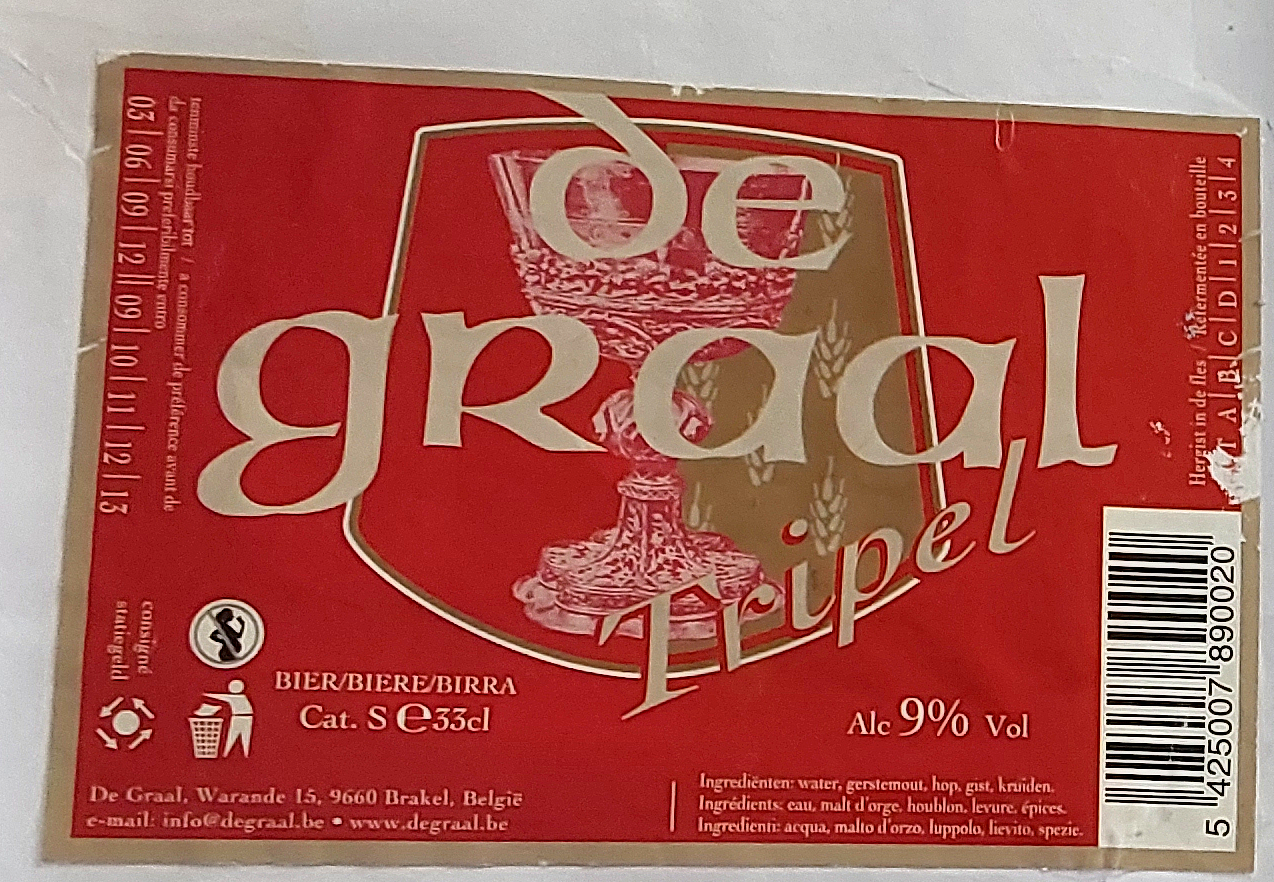 de
graal
Tripel
tenminste houdbaar tot / a consommer de préférence avant de
da consumarsi preferibilmente entro
03|06|09|12|09|10|11|12|13
Hergist in de fles / Refermentée en bouteille
T|A|B|C|D|1|2|3|4
consigné
statiegeld
BIER/BIERE/BIRRA
Cat. S e33cl
Alc 9% Vol
De Graal, Warande 15, 9660 Brakel, België
e-mail: info@degraal.be • www.degraal.be
Ingrediënten: water, gerstemout, hop, gist, kruiden.
Ingrédients: eau, malt d'orge, houblon, levure, épices.
Ingredienti: acqua, malto d'orzo, luppolo, lievito, spezie.
5 425007 890020